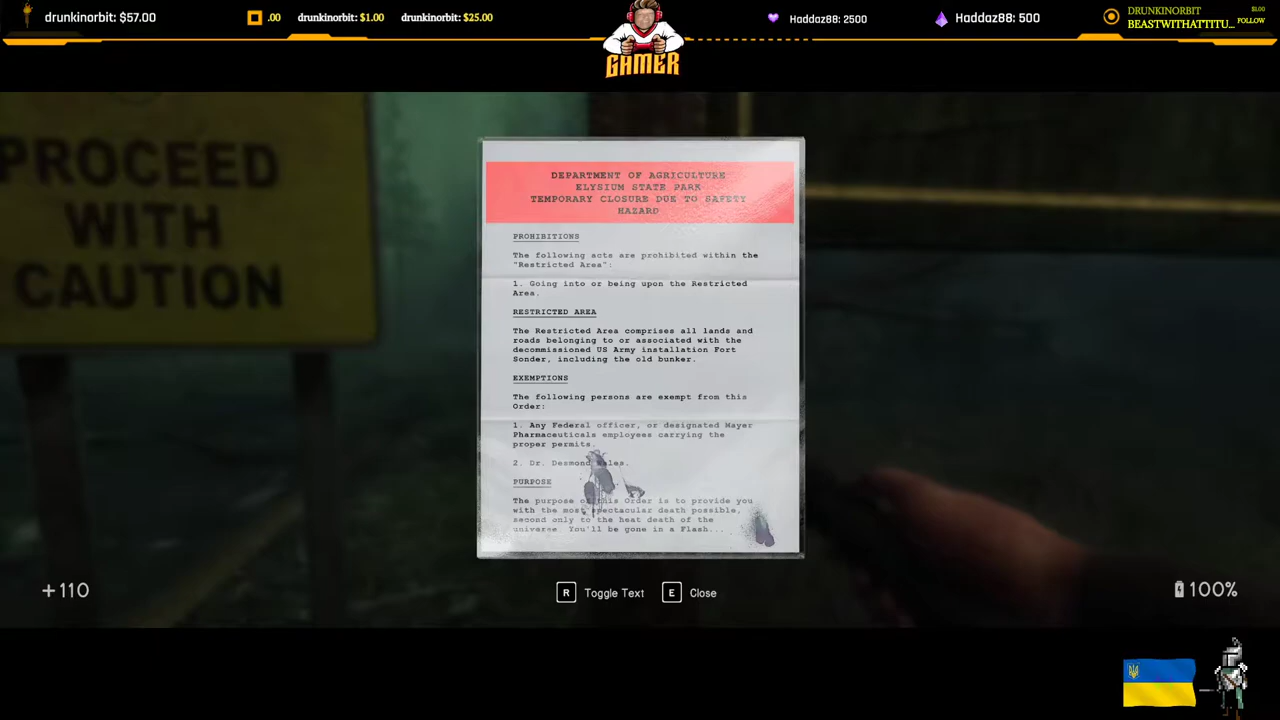 drunkinorbit: $57.00
.00
drunkinorbit: $1.00
drunkinorbit: $25.00
GAMER
Haddaz88: 2500
Haddaz88: 500
DRUNKINORBIT
$1.00
BEASTWITHATTITU...
FOLLOW
PROCEED
WITH
CAUTION
DEPARTMENT OF AGRICULTURE
ELYSIUM STATE PARK
TEMPORARY CLOSURE DUE TO SAFETY
HAZARD
PROHIBITIONS
The following acts are prohibited within the
"Restricted Area":
1. Going into or being upon the Restricted
Area.
RESTRICTED AREA
The Restricted Area comprises all lands and
roads belonging to or associated with the
decommissioned US Army installation Fort
Sonder, including the old bunker.
EXEMPTIONS
The following persons are exempt from this
Order:
1. Any Federal officer, or designated Mayer
Pharmaceuticals employees carrying the
proper permits.
2. Dr. Desmond Wales.
PURPOSE
The purpose of this Order is to provide you
with the most spectacular death possible,
second only to the heat death of the
universe. You'll be gone in a Flash...
+110
R Toggle Text E Close
100%